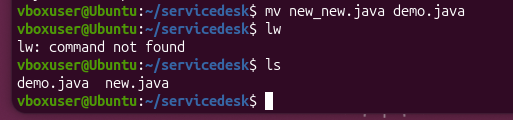 vboxuser@Ubuntu:~/servicedesk$ mv new_new.java demo.java
vboxuser@Ubuntu:~/servicedesk$ lw
lw: command not found
vboxuser@Ubuntu:~/servicedesk$ ls
demo.java  new.java
vboxuser@Ubuntu:~/servicedesk$